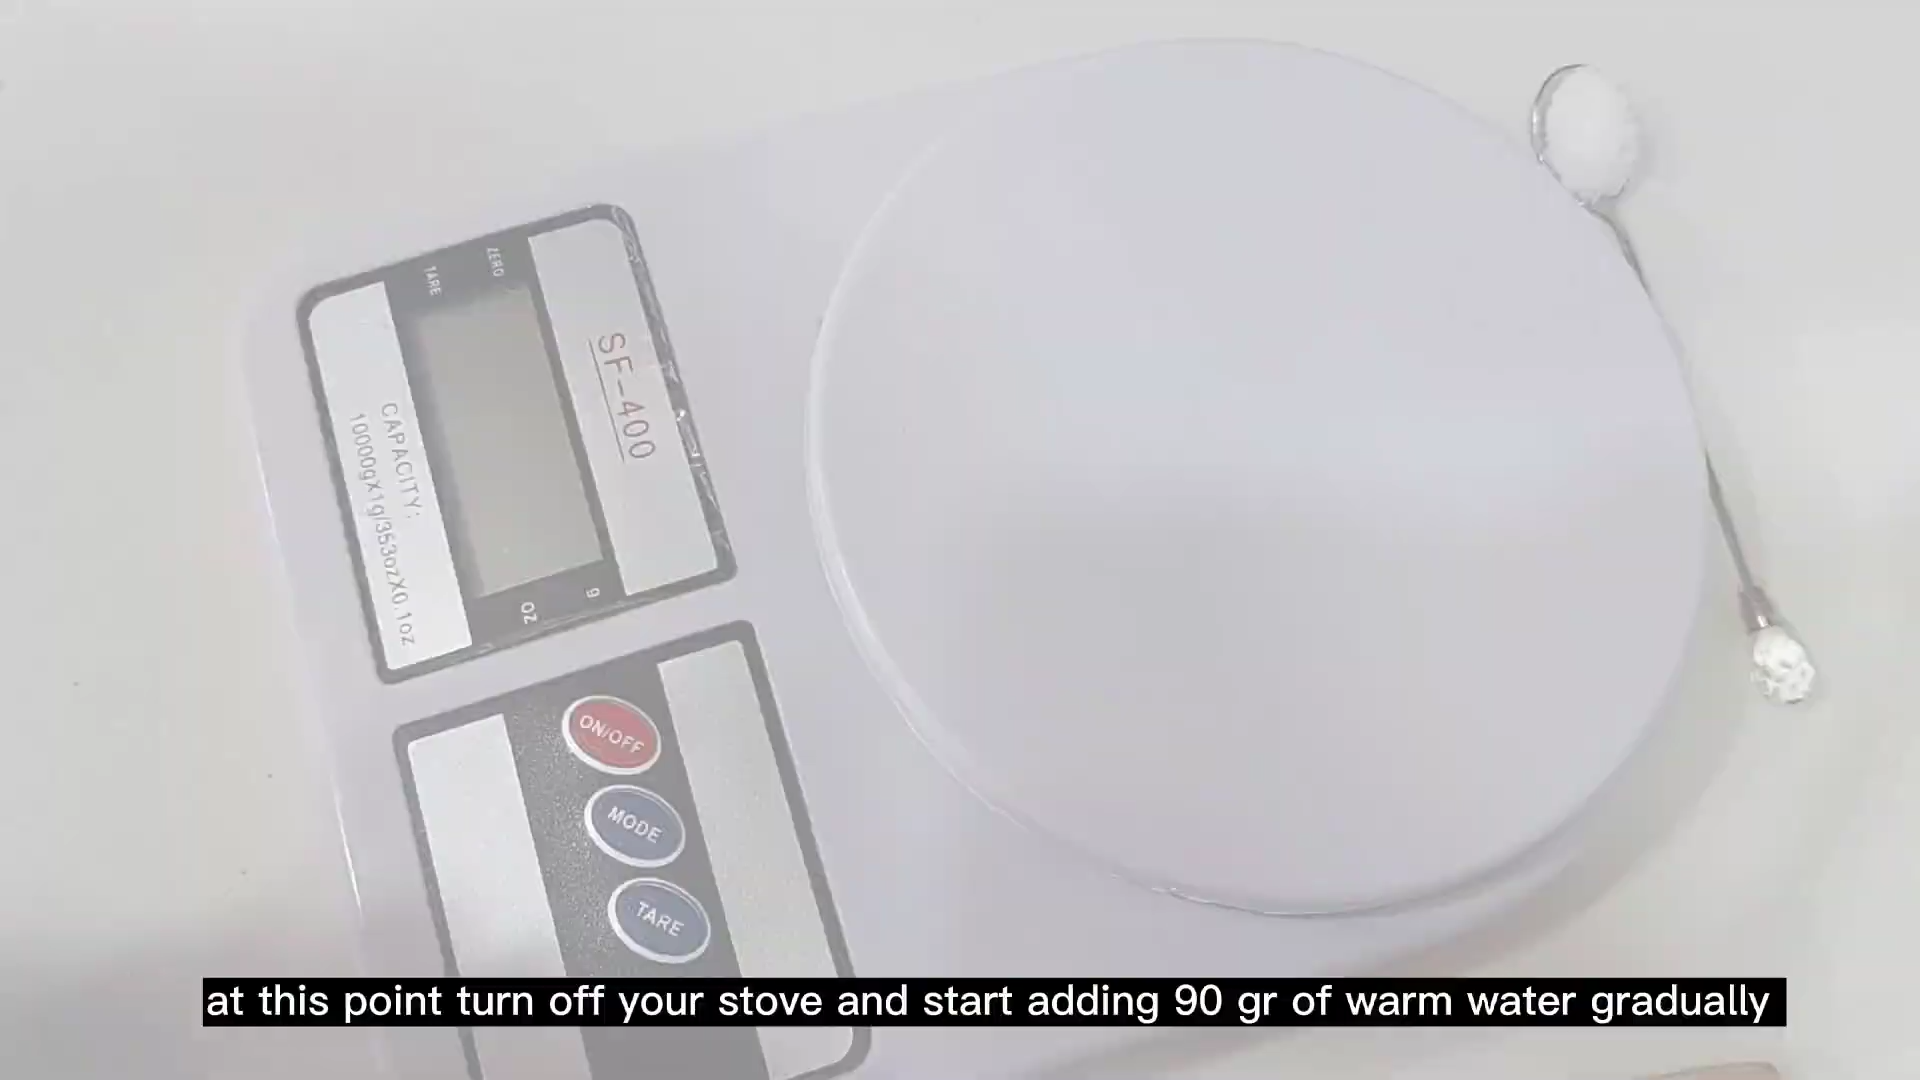 ZERO
TARE
SF-400
CAPACITY:
10000gX1g/353ozX0.1oz
g
OZ
ON/OFF
MODE
TARE
at this point turn off your stove and start adding 90 gr of warm water gradually